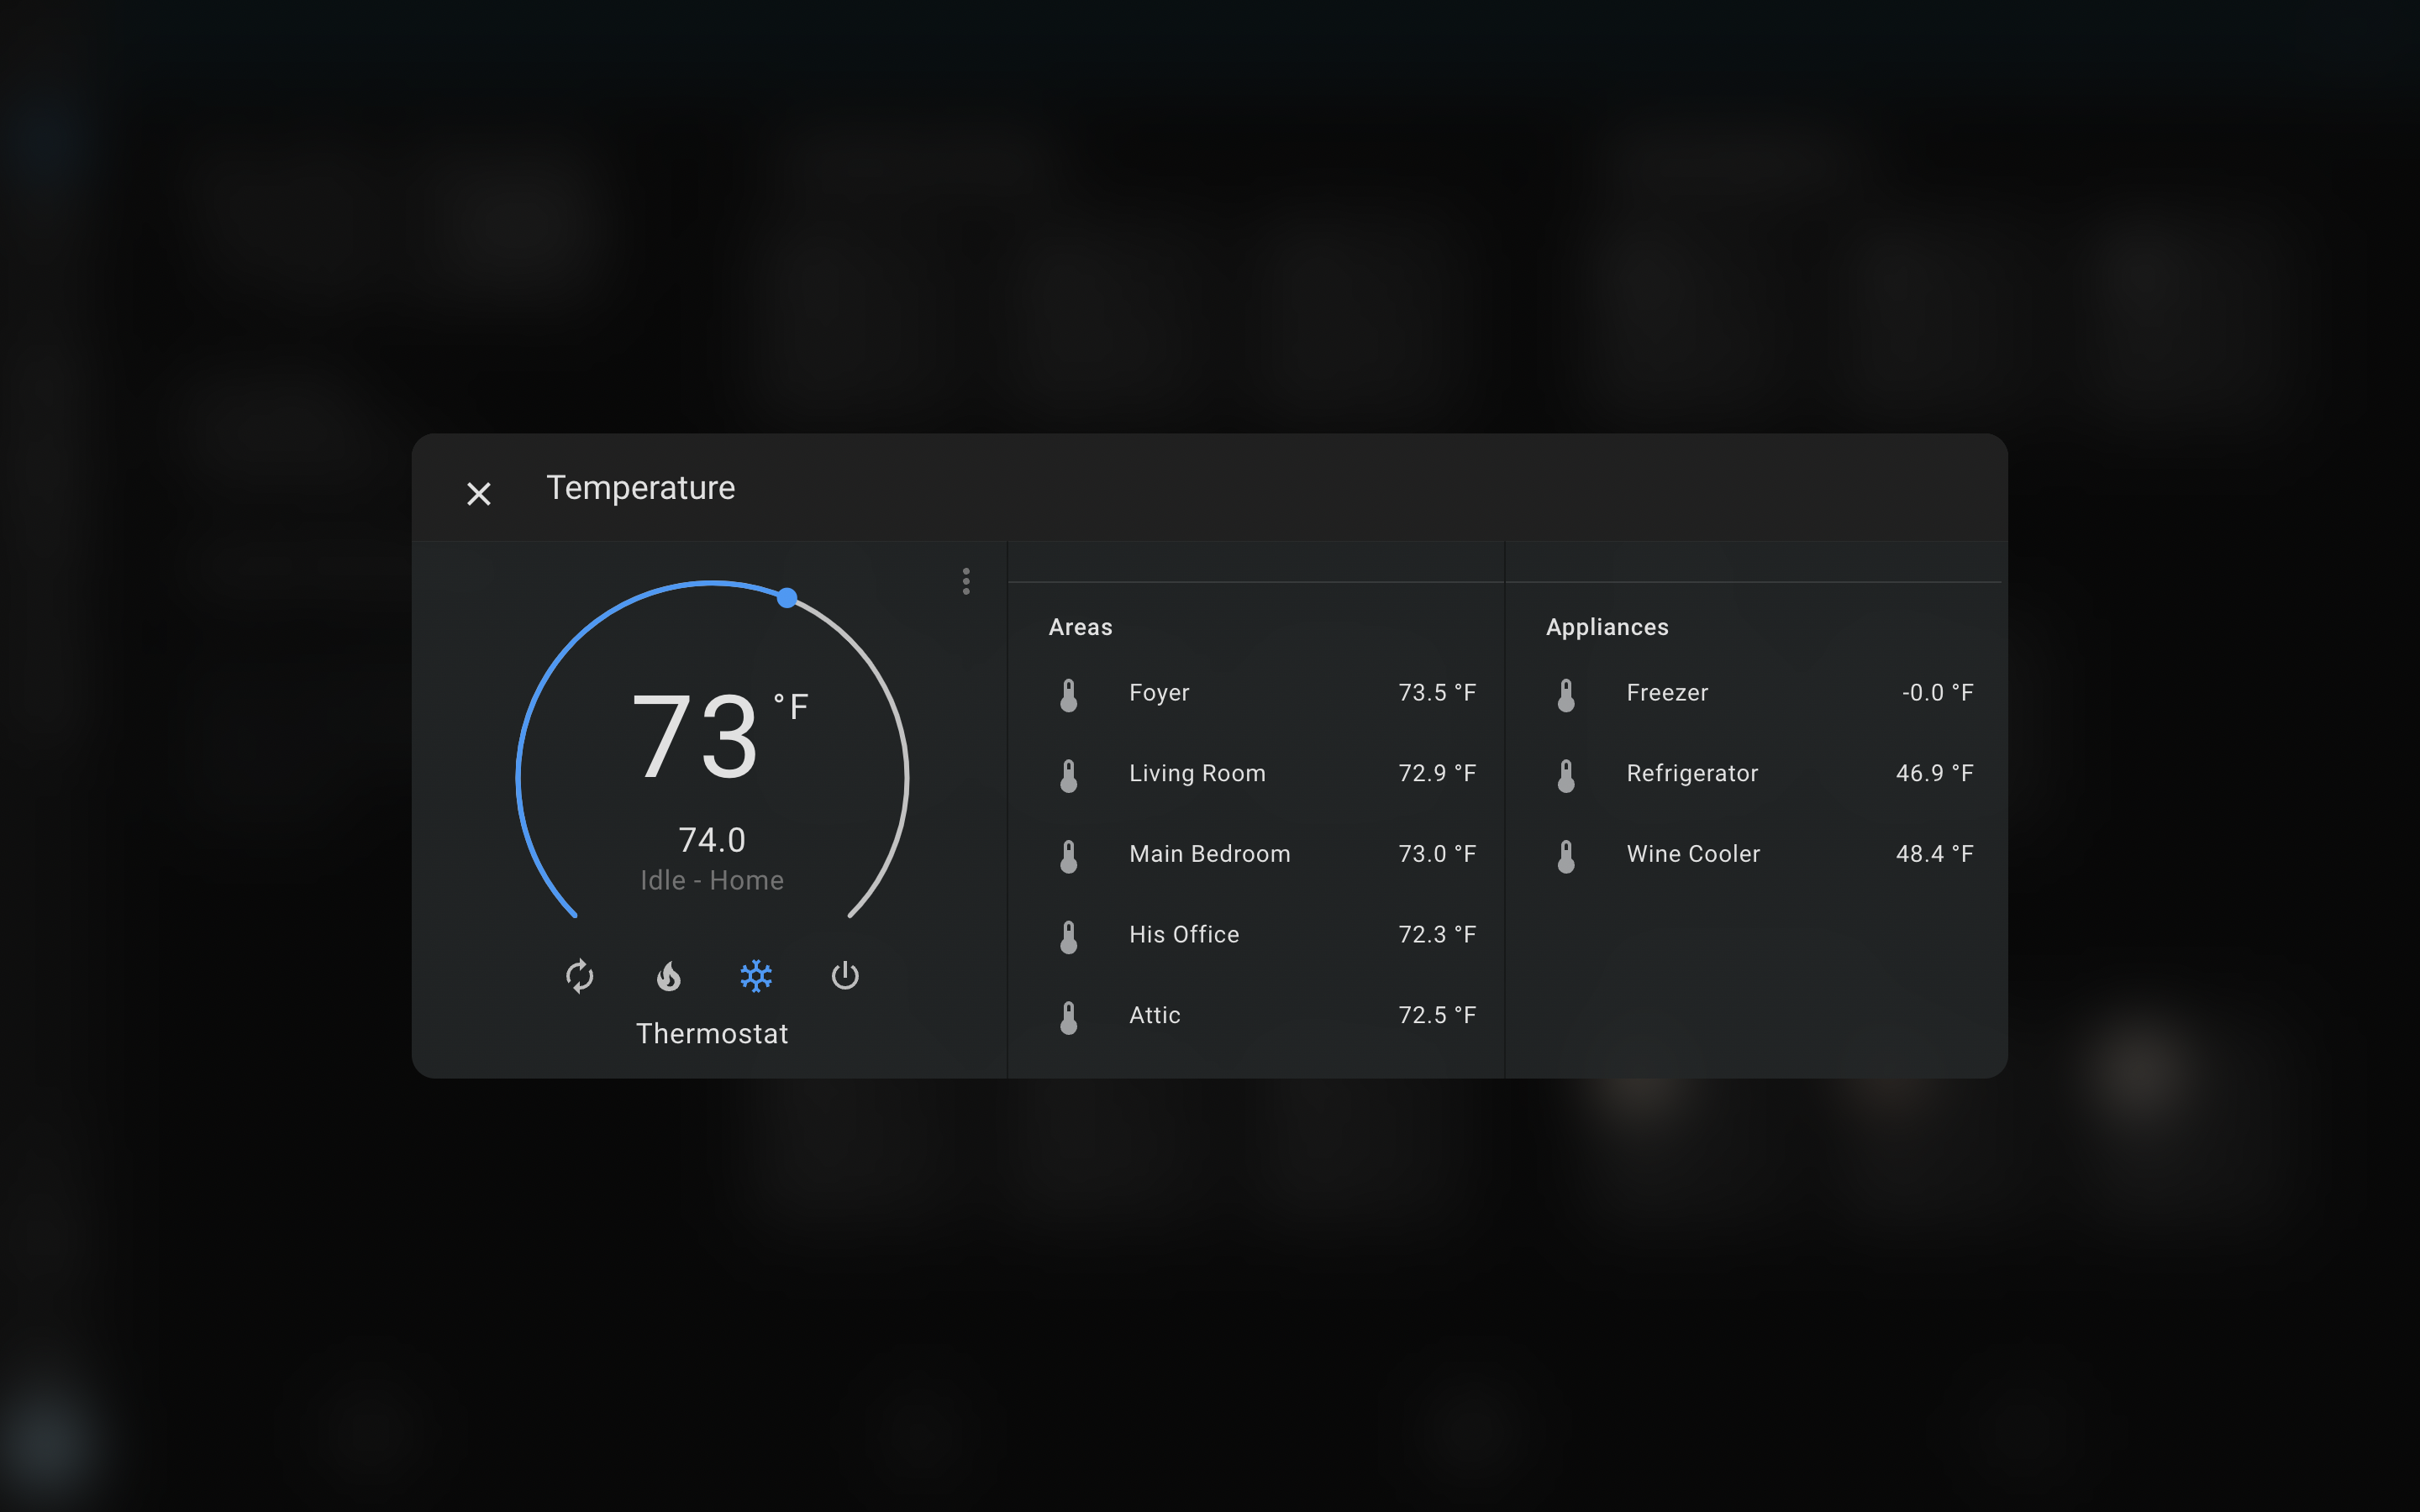 Temperature
73 °F
74.0
Idle - Home
Thermostat
Areas
Foyer 73.5 °F
Living Room 72.9 °F
Main Bedroom 73.0 °F
His Office 72.3 °F
Attic 72.5 °F
Appliances
Freezer -0.0 °F
Refrigerator 46.9 °F
Wine Cooler 48.4 °F